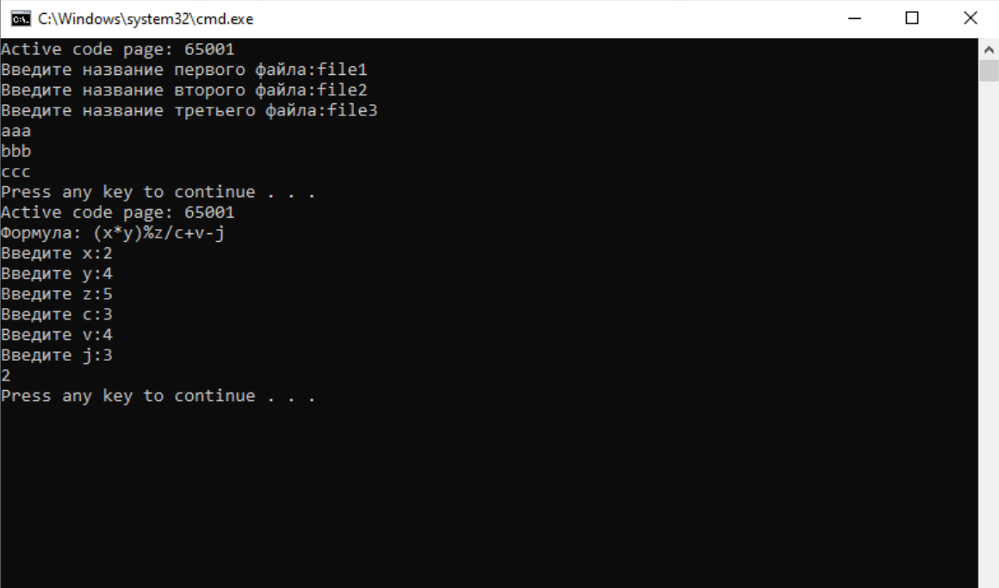 C:\Windows\system32\cmd.exe
Active code page: 65001
Введите название первого файла:file1
Введите название второго файла:file2
Введите название третьего файла:file3
aaa
bbb
ccc
Press any key to continue . . .
Active code page: 65001
Формула: (x*y)%z/c+v-j
Введите x:2
Введите y:4
Введите z:5
Введите c:3
Введите v:4
Введите j:3
2
Press any key to continue . . .